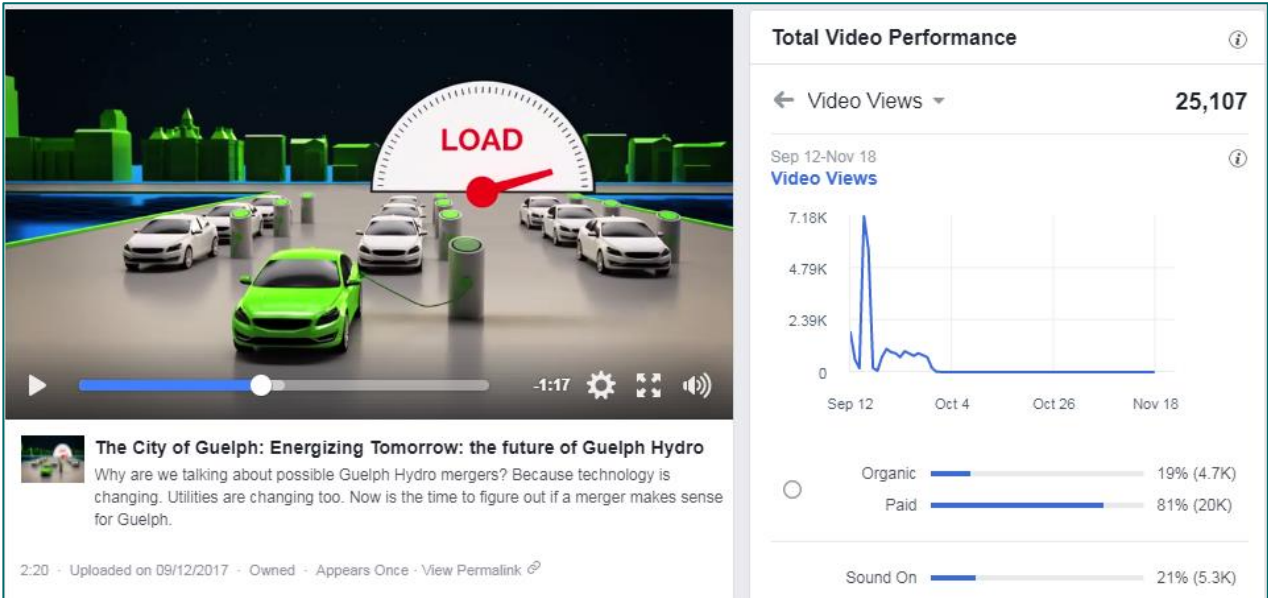 LOAD
-1:17
The City of Guelph: Energizing Tomorrow: the future of Guelph Hydro
Why are we talking about possible Guelph Hydro mergers? Because technology is
changing. Utilities are changing too. Now is the time to figure out if a merger makes sense
for Guelph.
2:20 · Uploaded on 09/12/2017 · Owned · Appears Once · View Permalink
Total Video Performance
Video Views 25,107
Sep 12-Nov 18
Video Views
7.18K
4.79K
2.39K
0
Sep 12 Oct 4 Oct 26 Nov 18
Organic 19% (4.7K)
Paid 81% (20K)
Sound On 21% (5.3K)